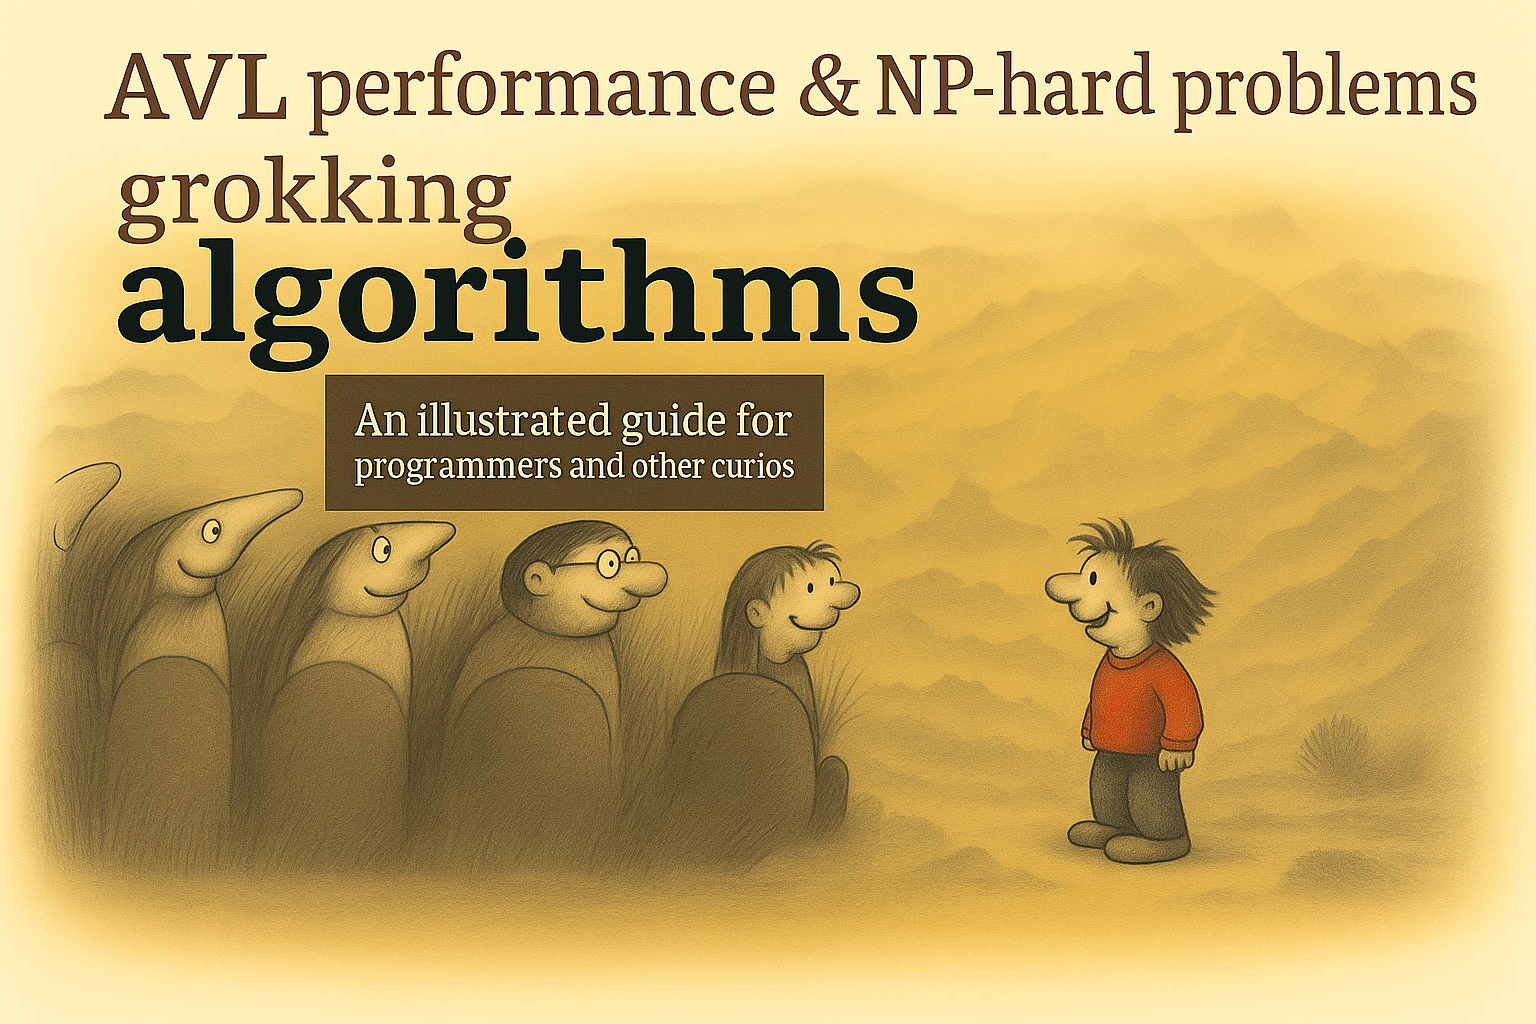 AVL performance & NP-hard problems
grokking
algorithms
An illustrated guide for
programmers and other curios